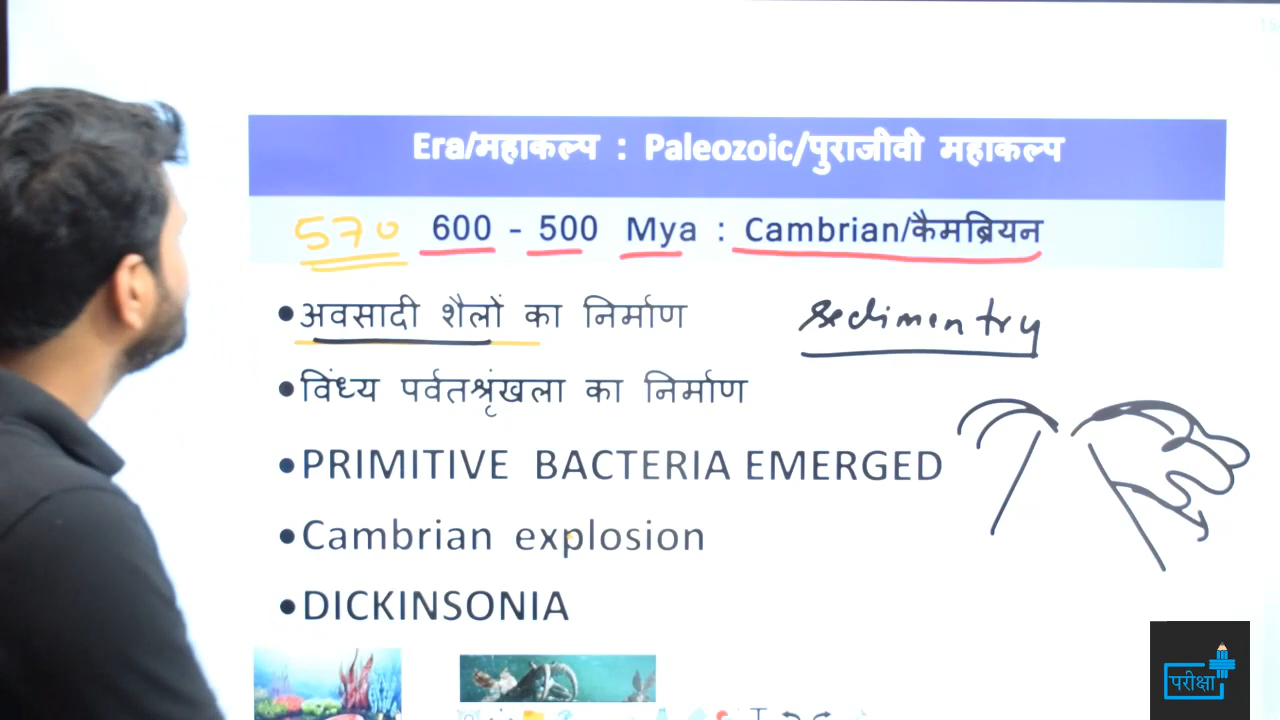 Era/महाकल्प : Paleozoic/पुराजीवी महाकल्प
570 600 - 500 Mya : Cambrian/कैमब्रियन
•अवसादी शैलों का निर्माण
sedimentry
•विंध्य पर्वतश्रृंखला का निर्माण
•PRIMITIVE BACTERIA EMERGED
•Cambrian explosion
•DICKINSONIA
परीक्षा